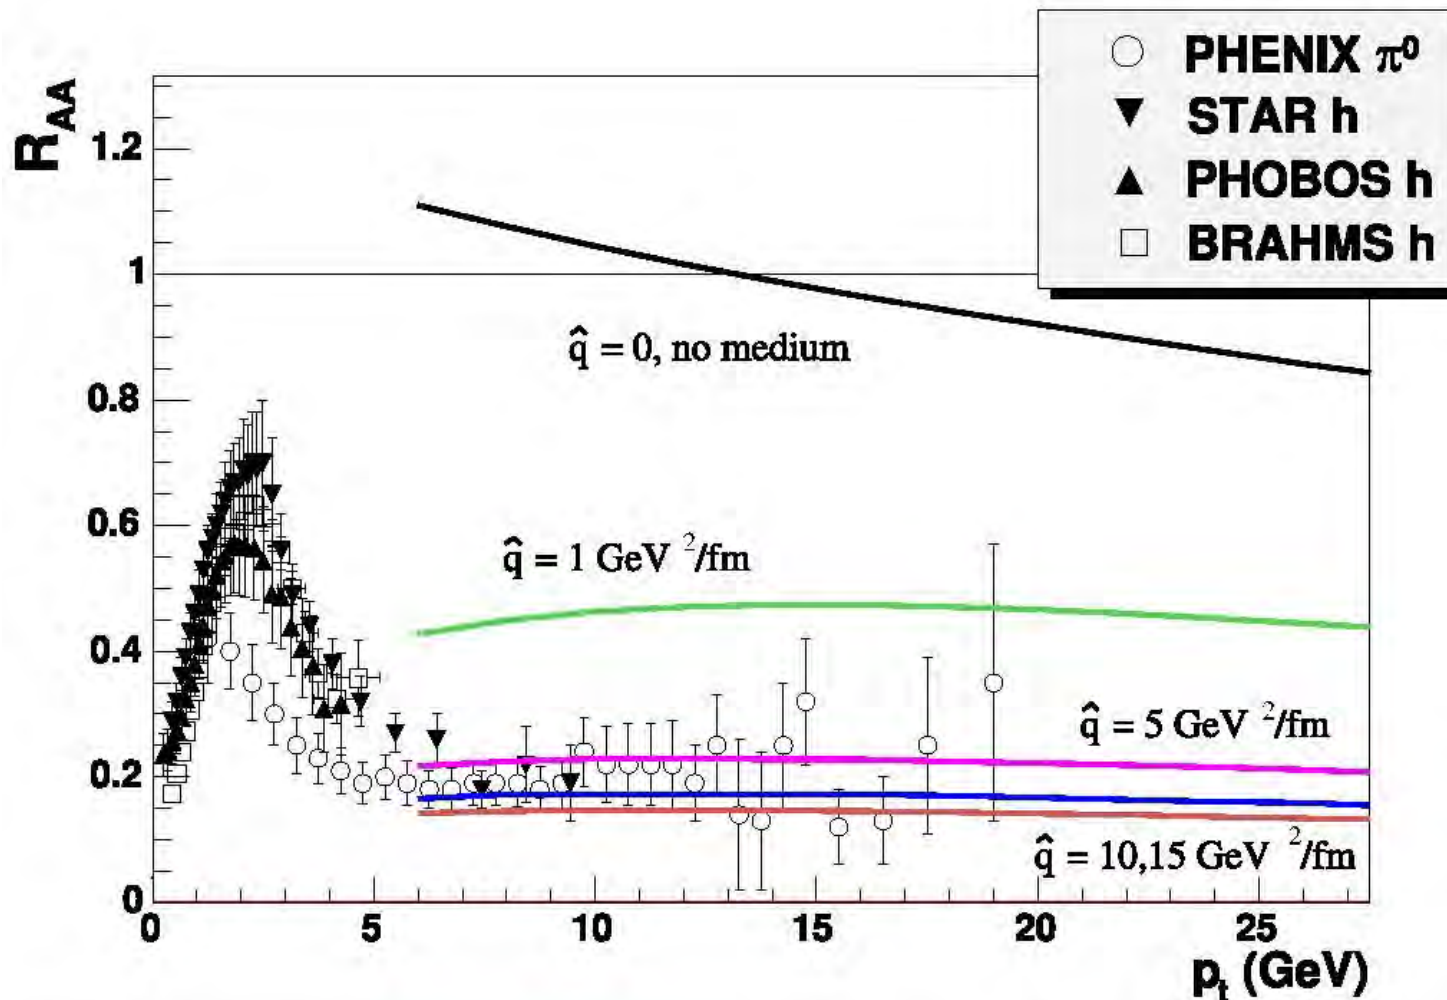 R_AA
PHENIX π⁰
STAR h
PHOBOS h
BRAHMS h
1.2
1
0.8
0.6
0.4
0.2
0
q̂ = 0, no medium
q̂ = 1 GeV ²/fm
q̂ = 5 GeV ²/fm
q̂ = 10,15 GeV ²/fm
0 5 10 15 20 25
p_t (GeV)